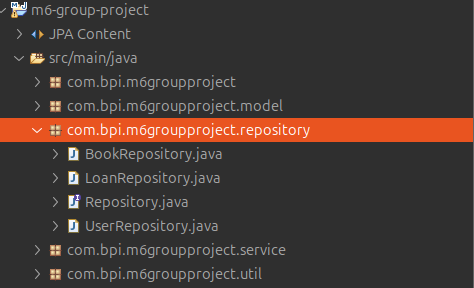 m6-group-project
JPA Content
src/main/java
com.bpi.m6groupproject
com.bpi.m6groupproject.model
com.bpi.m6groupproject.repository
BookRepository.java
LoanRepository.java
Repository.java
UserRepository.java
com.bpi.m6groupproject.service
com.bpi.m6groupproject.util